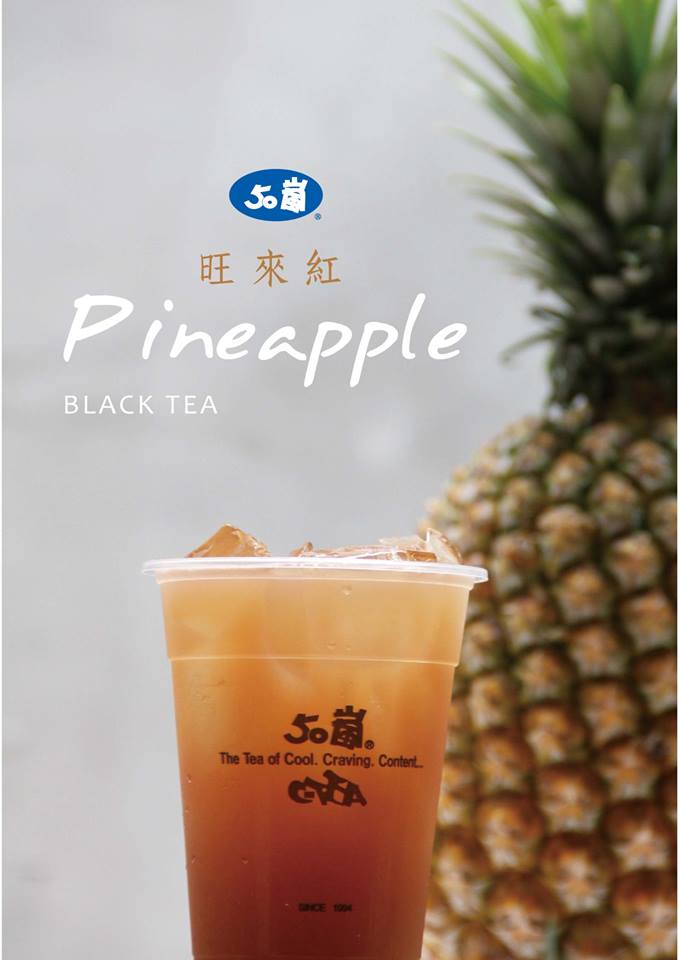 50嵐®
旺來紅
Pineapple
BLACK TEA
50嵐®
The Tea of Cool. Craving. Content...
SINCE 1994